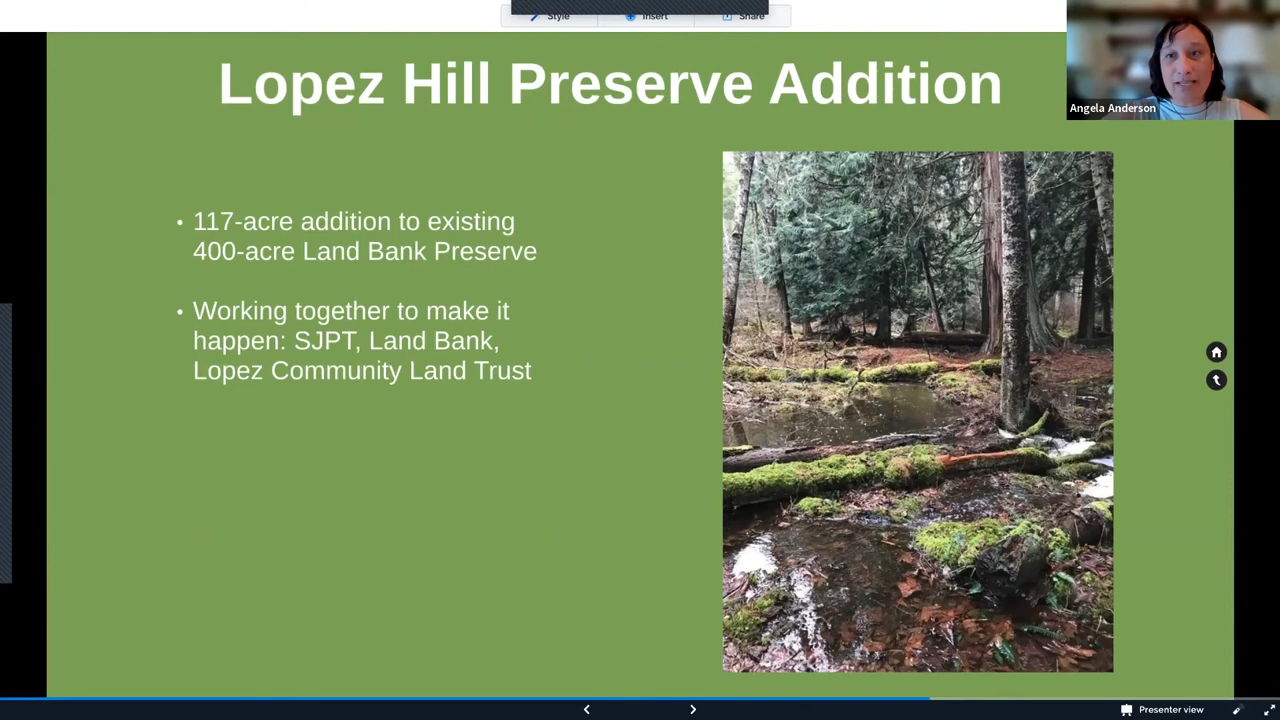 Style
Insert
Share
Lopez Hill Preserve Addition
Angela Anderson
• 117-acre addition to existing
400-acre Land Bank Preserve
• Working together to make it
happen: SJPT, Land Bank,
Lopez Community Land Trust
Presenter view